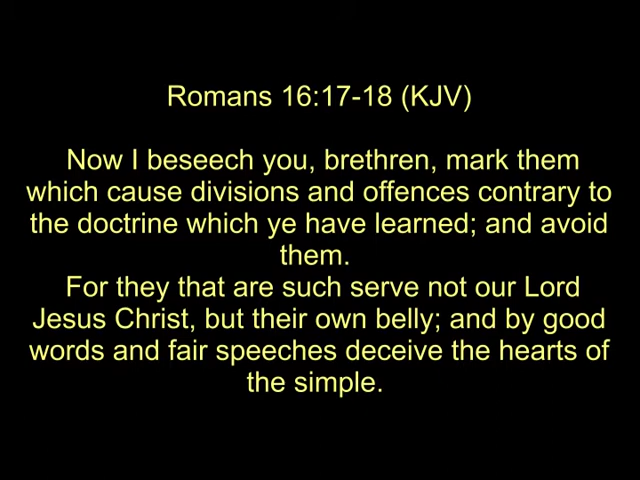 Romans 16:17-18 (KJV)
Now I beseech you, brethren, mark them
which cause divisions and offences contrary to
the doctrine which ye have learned; and avoid
them.
For they that are such serve not our Lord
Jesus Christ, but their own belly; and by good
words and fair speeches deceive the hearts of
the simple.